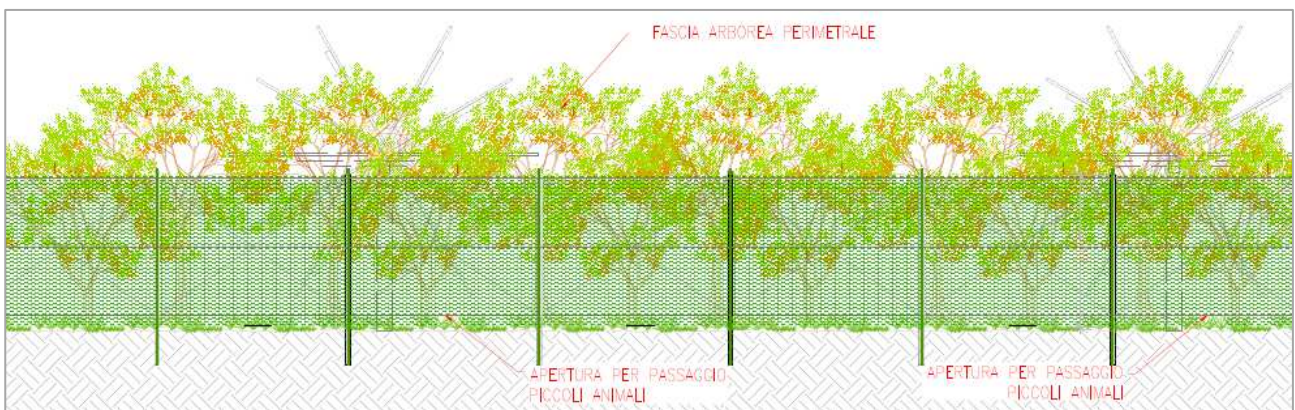 FASCIA ARBOREA PERIMETRALE
APERTURA PER PASSAGGIO
PICCOLI ANIMALI
APERTURA PER PASSAGGIO
PICCOLI ANIMALI